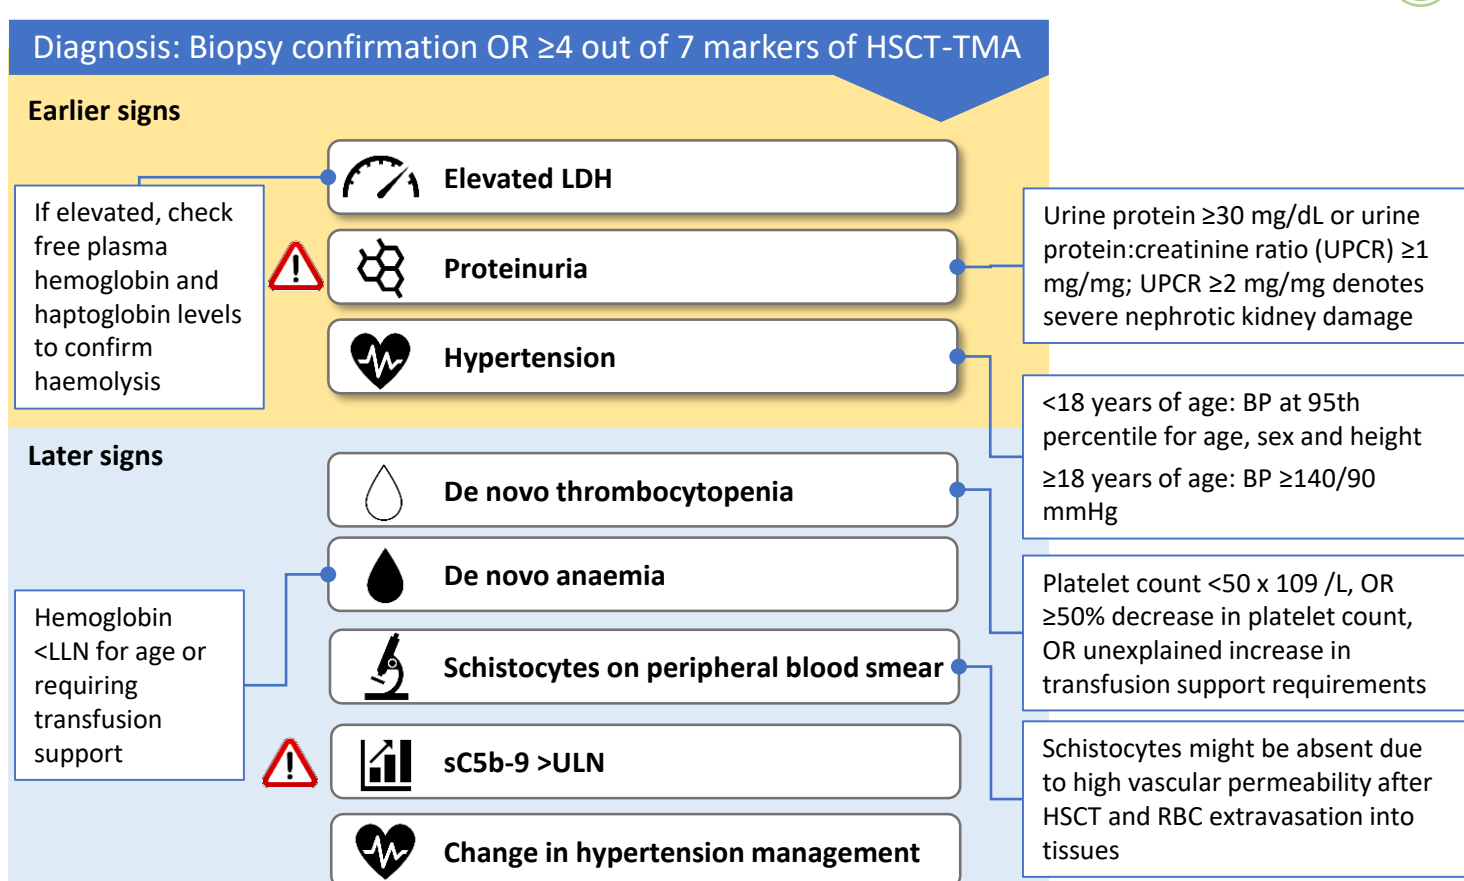 Diagnosis: Biopsy confirmation OR ≥4 out of 7 markers of HSCT-TMA
Earlier signs
Elevated LDH
If elevated, check
free plasma
hemoglobin and
haptoglobin levels
to confirm
haemolysis
Proteinuria
Urine protein ≥30 mg/dL or urine
protein:creatinine ratio (UPCR) ≥1
mg/mg; UPCR ≥2 mg/mg denotes
severe nephrotic kidney damage
Hypertension
<18 years of age: BP at 95th
percentile for age, sex and height
≥18 years of age: BP ≥140/90
mmHg
Later signs
De novo thrombocytopenia
Platelet count <50 x 109 /L, OR
≥50% decrease in platelet count,
OR unexplained increase in
transfusion support requirements
De novo anaemia
Hemoglobin
<LLN for age or
requiring
transfusion
support
Schistocytes on peripheral blood smear
Schistocytes might be absent due
to high vascular permeability after
HSCT and RBC extravasation into
tissues
sC5b-9 >ULN
Change in hypertension management